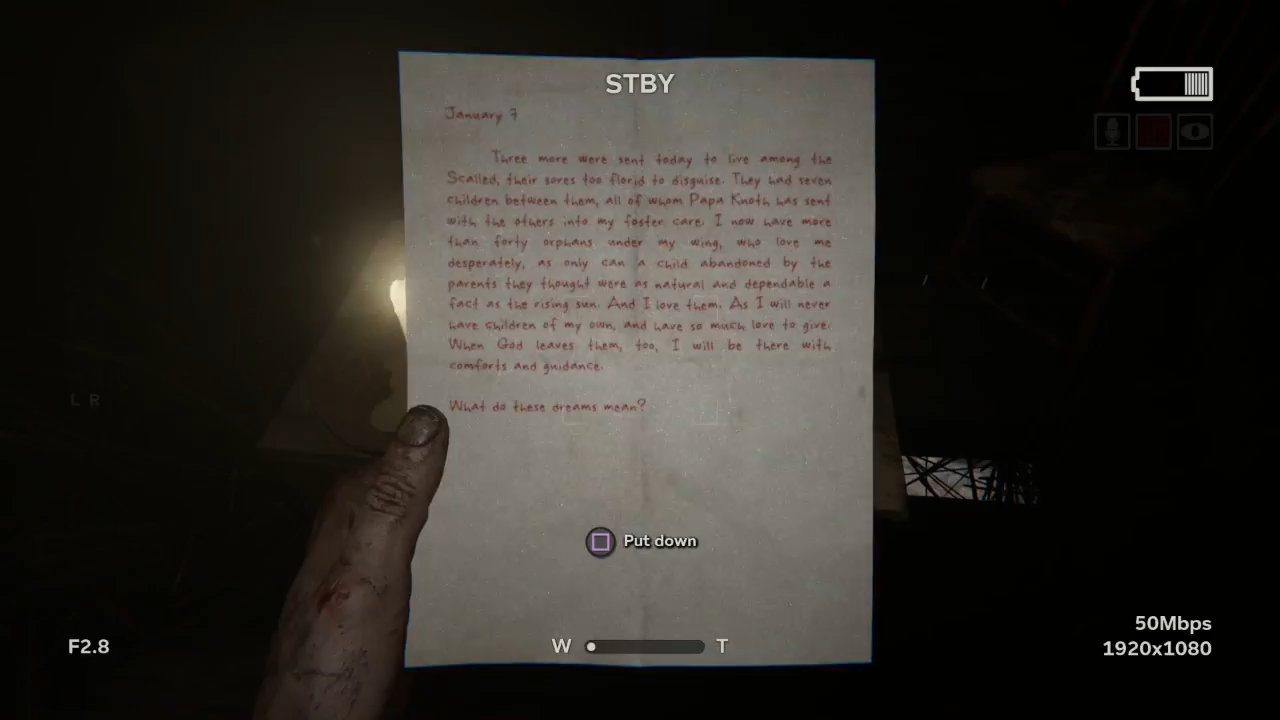 STBY
January 7
Three more were sent today to live among the
Scalled, their sores too florid to disguise. They had seven
children between them, all of whom Papa Knoth has sent
with the others into my foster care. I now have more
than forty orphans under my wing, who love me
desperately, as only can a child abandoned by the
parents they thought were as natural and dependable a
fact as the rising sun. And I love them. As I will never
have children of my own, and have so much love to give.
When God leaves them, too, I will be there with
comforts and guidance.
What do these dreams mean?
L R
Put down
F2.8
W T
50Mbps
1920x1080